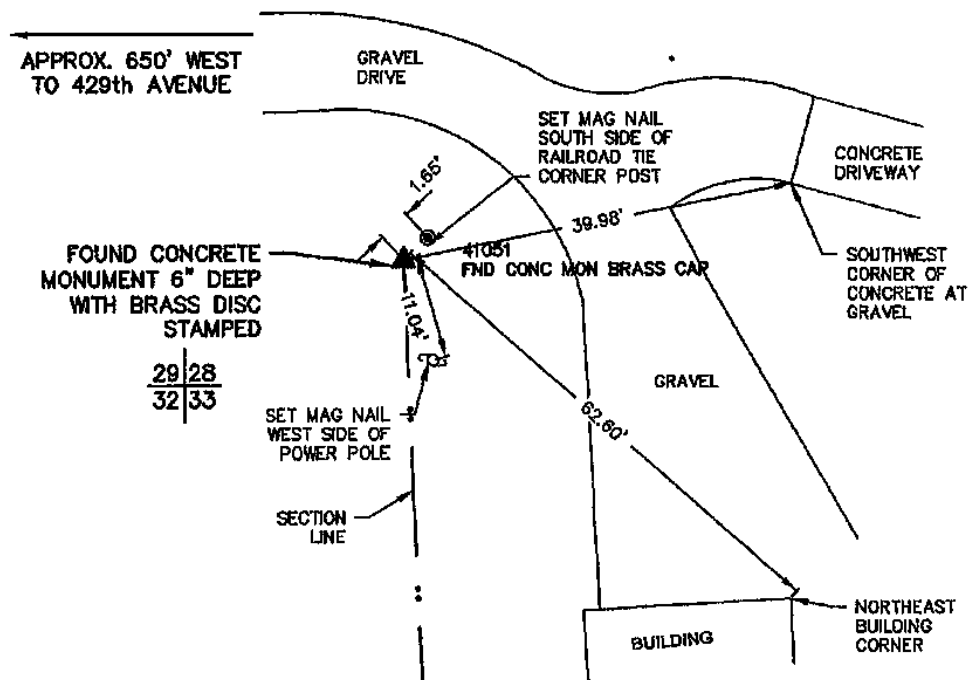 APPROX. 650' WEST
TO 429th AVENUE
GRAVEL
DRIVE
SET MAG NAIL
SOUTH SIDE OF
RAILROAD TIE
CORNER POST
CONCRETE
DRIVEWAY
1.65'
39.98'
41051
FND CONC MON BRASS CAP
FOUND CONCRETE
MONUMENT 6" DEEP
WITH BRASS DISC
STAMPED
29 28
32 33
SOUTHWEST
CORNER OF
CONCRETE AT
GRAVEL
11.04'
GRAVEL
62.60'
SET MAG NAIL
WEST SIDE OF
POWER POLE
SECTION
LINE
NORTHEAST
BUILDING
CORNER
BUILDING